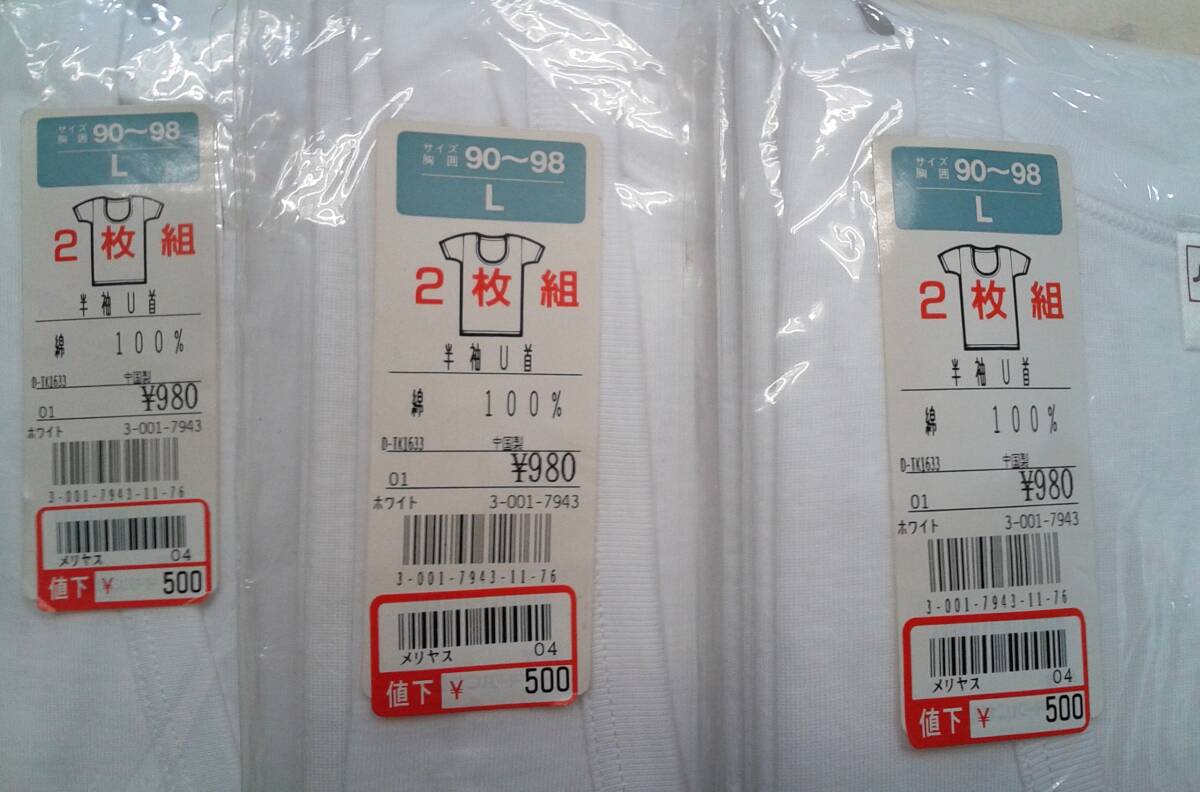 サイズ
胸囲 90〜98
L
2枚組
半袖U首
綿 100%
D-TK1633 中国製
01 ¥980
ホワイト 3-001-7943
3-001-7943-11-76
メリヤス 04
値下 ¥ 500
サイズ
胸囲 90〜98
L
2枚組
半袖U首
綿 100%
D-TK1633 中国製
01 ¥980
ホワイト 3-001-7943
3-001-7943-11-76
メリヤス 04
値下 ¥ 500
サイズ
胸囲 90〜98
L
2枚組
半袖U首
綿 100%
D-TK1633 中国製
01 ¥980
ホワイト 3-001-7943
3-001-7943-11-76
メリヤス 04
値下 ¥ 500